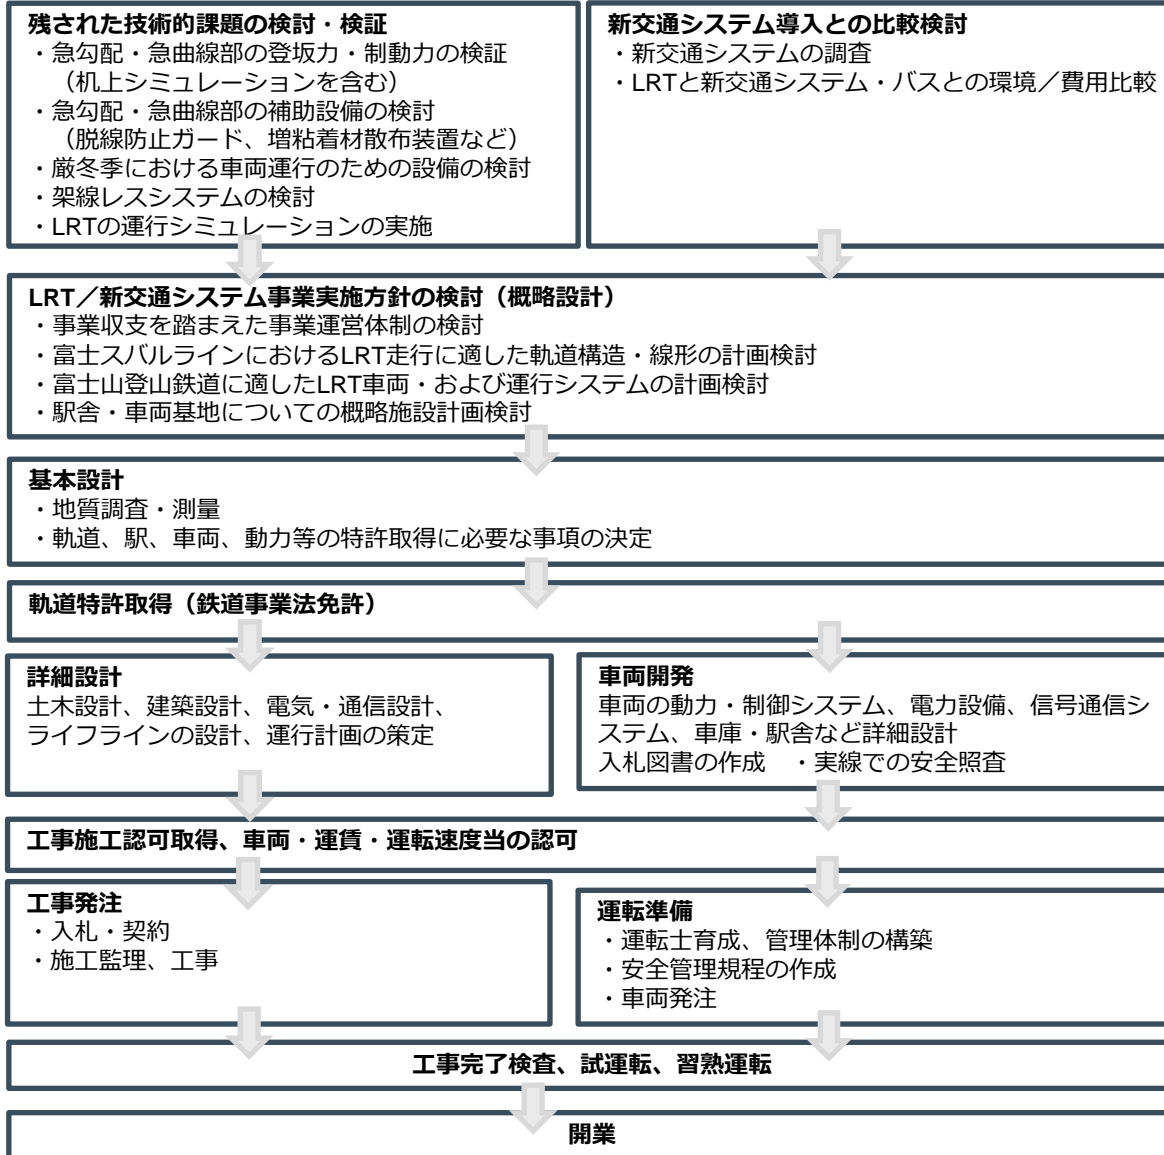 残された技術的課題の検討・検証
・急勾配・急曲線部の登坂力・制動力の検証
（机上シミュレーションを含む）
・急勾配・急曲線部の補助設備の検討
（脱線防止ガード、増粘着材散布装置など）
・厳冬季における車両運行のための設備の検討
・架線レスシステムの検討
・LRTの運行シミュレーションの実施
新交通システム導入との比較検討
・新交通システムの調査
・LRTと新交通システム・バスとの環境／費用比較
LRT／新交通システム事業実施方針の検討（概略設計）
・事業収支を踏まえた事業運営体制の検討
・富士スバルラインにおけるLRT走行に適した軌道構造・線形の計画検討
・富士山登山鉄道に適したLRT車両・および運行システムの計画検討
・駅舎・車両基地についての概略施設計画検討
基本設計
・地質調査・測量
・軌道、駅、車両、動力等の特許取得に必要な事項の決定
軌道特許取得（鉄道事業法免許）
詳細設計
土木設計、建築設計、電気・通信設計、
ライフラインの設計、運行計画の策定
車両開発
車両の動力・制御システム、電力設備、信号通信シ
ステム、車庫・駅舎など詳細設計
入札図書の作成　・実線での安全照査
工事施工認可取得、車両・運賃・運転速度当の認可
工事発注
・入札・契約
・施工監理、工事
運転準備
・運転士育成、管理体制の構築
・安全管理規程の作成
・車両発注
工事完了検査、試運転、習熟運転
開業